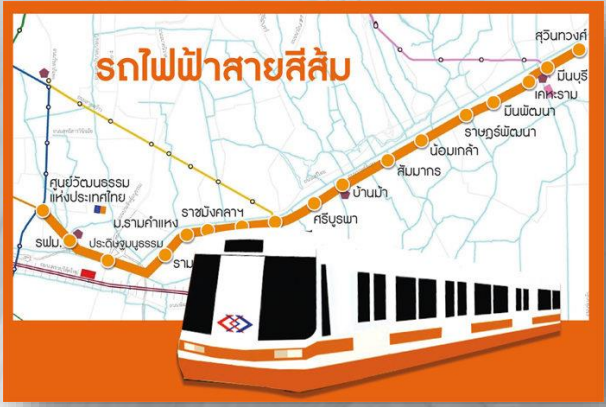 รถไฟฟ้าสายสีส้ม
สุวินทวงศ์
มีนบุรี
เคหะราม
มีนพัฒนา
ราษฎร์พัฒนา
น้อมเกล้า
สัมมากร
บ้านม้า
ศรีบูรพา
ศูนย์วัฒนธรรม
แห่งประเทศไทย
ราชมังคลาฯ
ม.รามคำแหง
รฟม.
ประดิษฐมนูธรรม
ราม